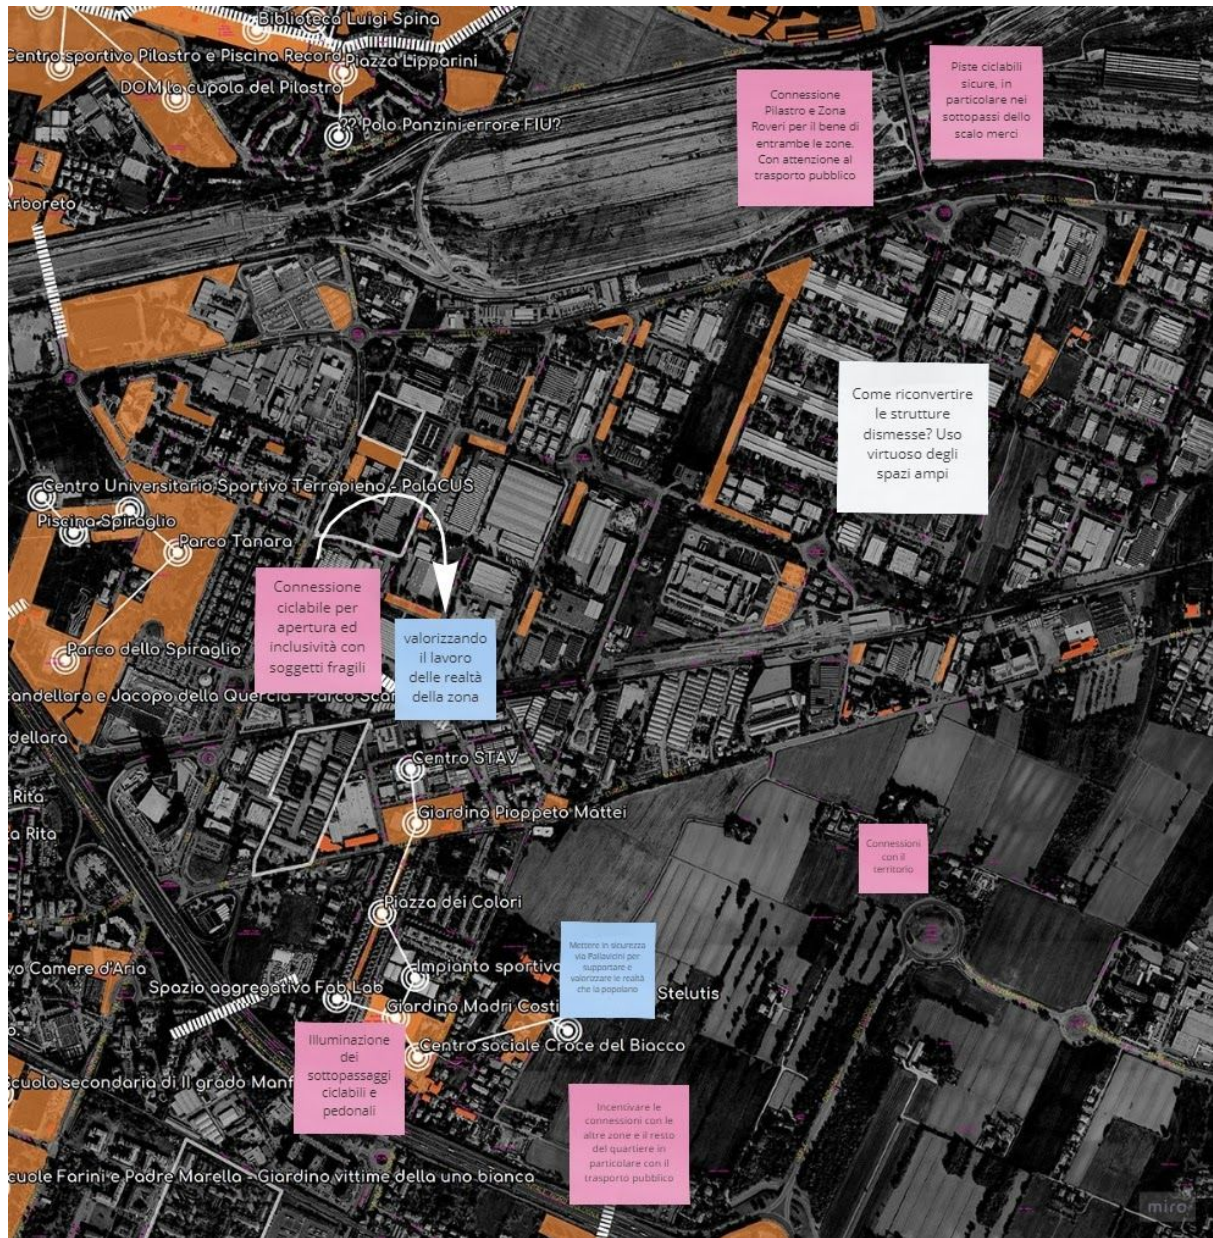 Biblioteca Luigi Spina
Centro sportivo Pilastro e Piscina Record
Piazza Lipparini
DOM la cupola del Pilastro
?? Polo Panzini errore FIU?
Connessione
Pilastro e Zona
Roveri per il bene di
entrambe le zone.
Con attenzione al
trasporto pubblico
Piste ciclabili
sicure, in
particolare nei
sottopassi dello
scalo merci
Arboreto
Come riconvertire
le strutture
dismesse? Uso
virtuoso degli
spazi ampi
Centro Universitario Sportivo Terrapieno - PalaCUS
Piscina Spiraglio
Parco Tanara
Connessione
ciclabile per
apertura ed
inclusività con
soggetti fragili
valorizzando
il lavoro
delle realtà
della zona
Parco dello Spiraglio
candellara e Jacopo della Quercia - Parco Scan
rdellara
Centro STAV
Rita
Giardino Pioppeto Mattei
a Rita
Connessioni
con il
territorio
Piazza dei Colori
Mettere in sicurezza
via Pallavicini per
supportare e
valorizzare le realtà
che la popolano
vo Camere d'Aria
Impianto sportivo
Stelutis
Spazio aggregativo Fab Lab
Giardino Madri Costi
Centro sociale Croce del Biacco
Illuminazione
dei
sottopassaggi
ciclabili e
pedonali
Scuola secondaria di II grado Manf
Incentivare le
connessioni con le
altre zone e il resto
del quartiere in
particolare con il
trasporto pubblico
cuole Farini e Padre Marella - Giardino vittime della uno bianca
miro